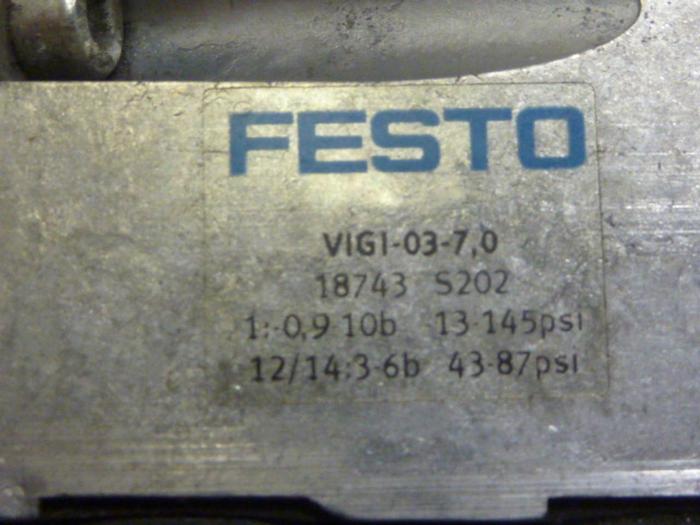 FESTO
VIGI-03-7,0
18743 S202
1:-0,9-10b 13-145psi
12/14:3-6b 43-87psi